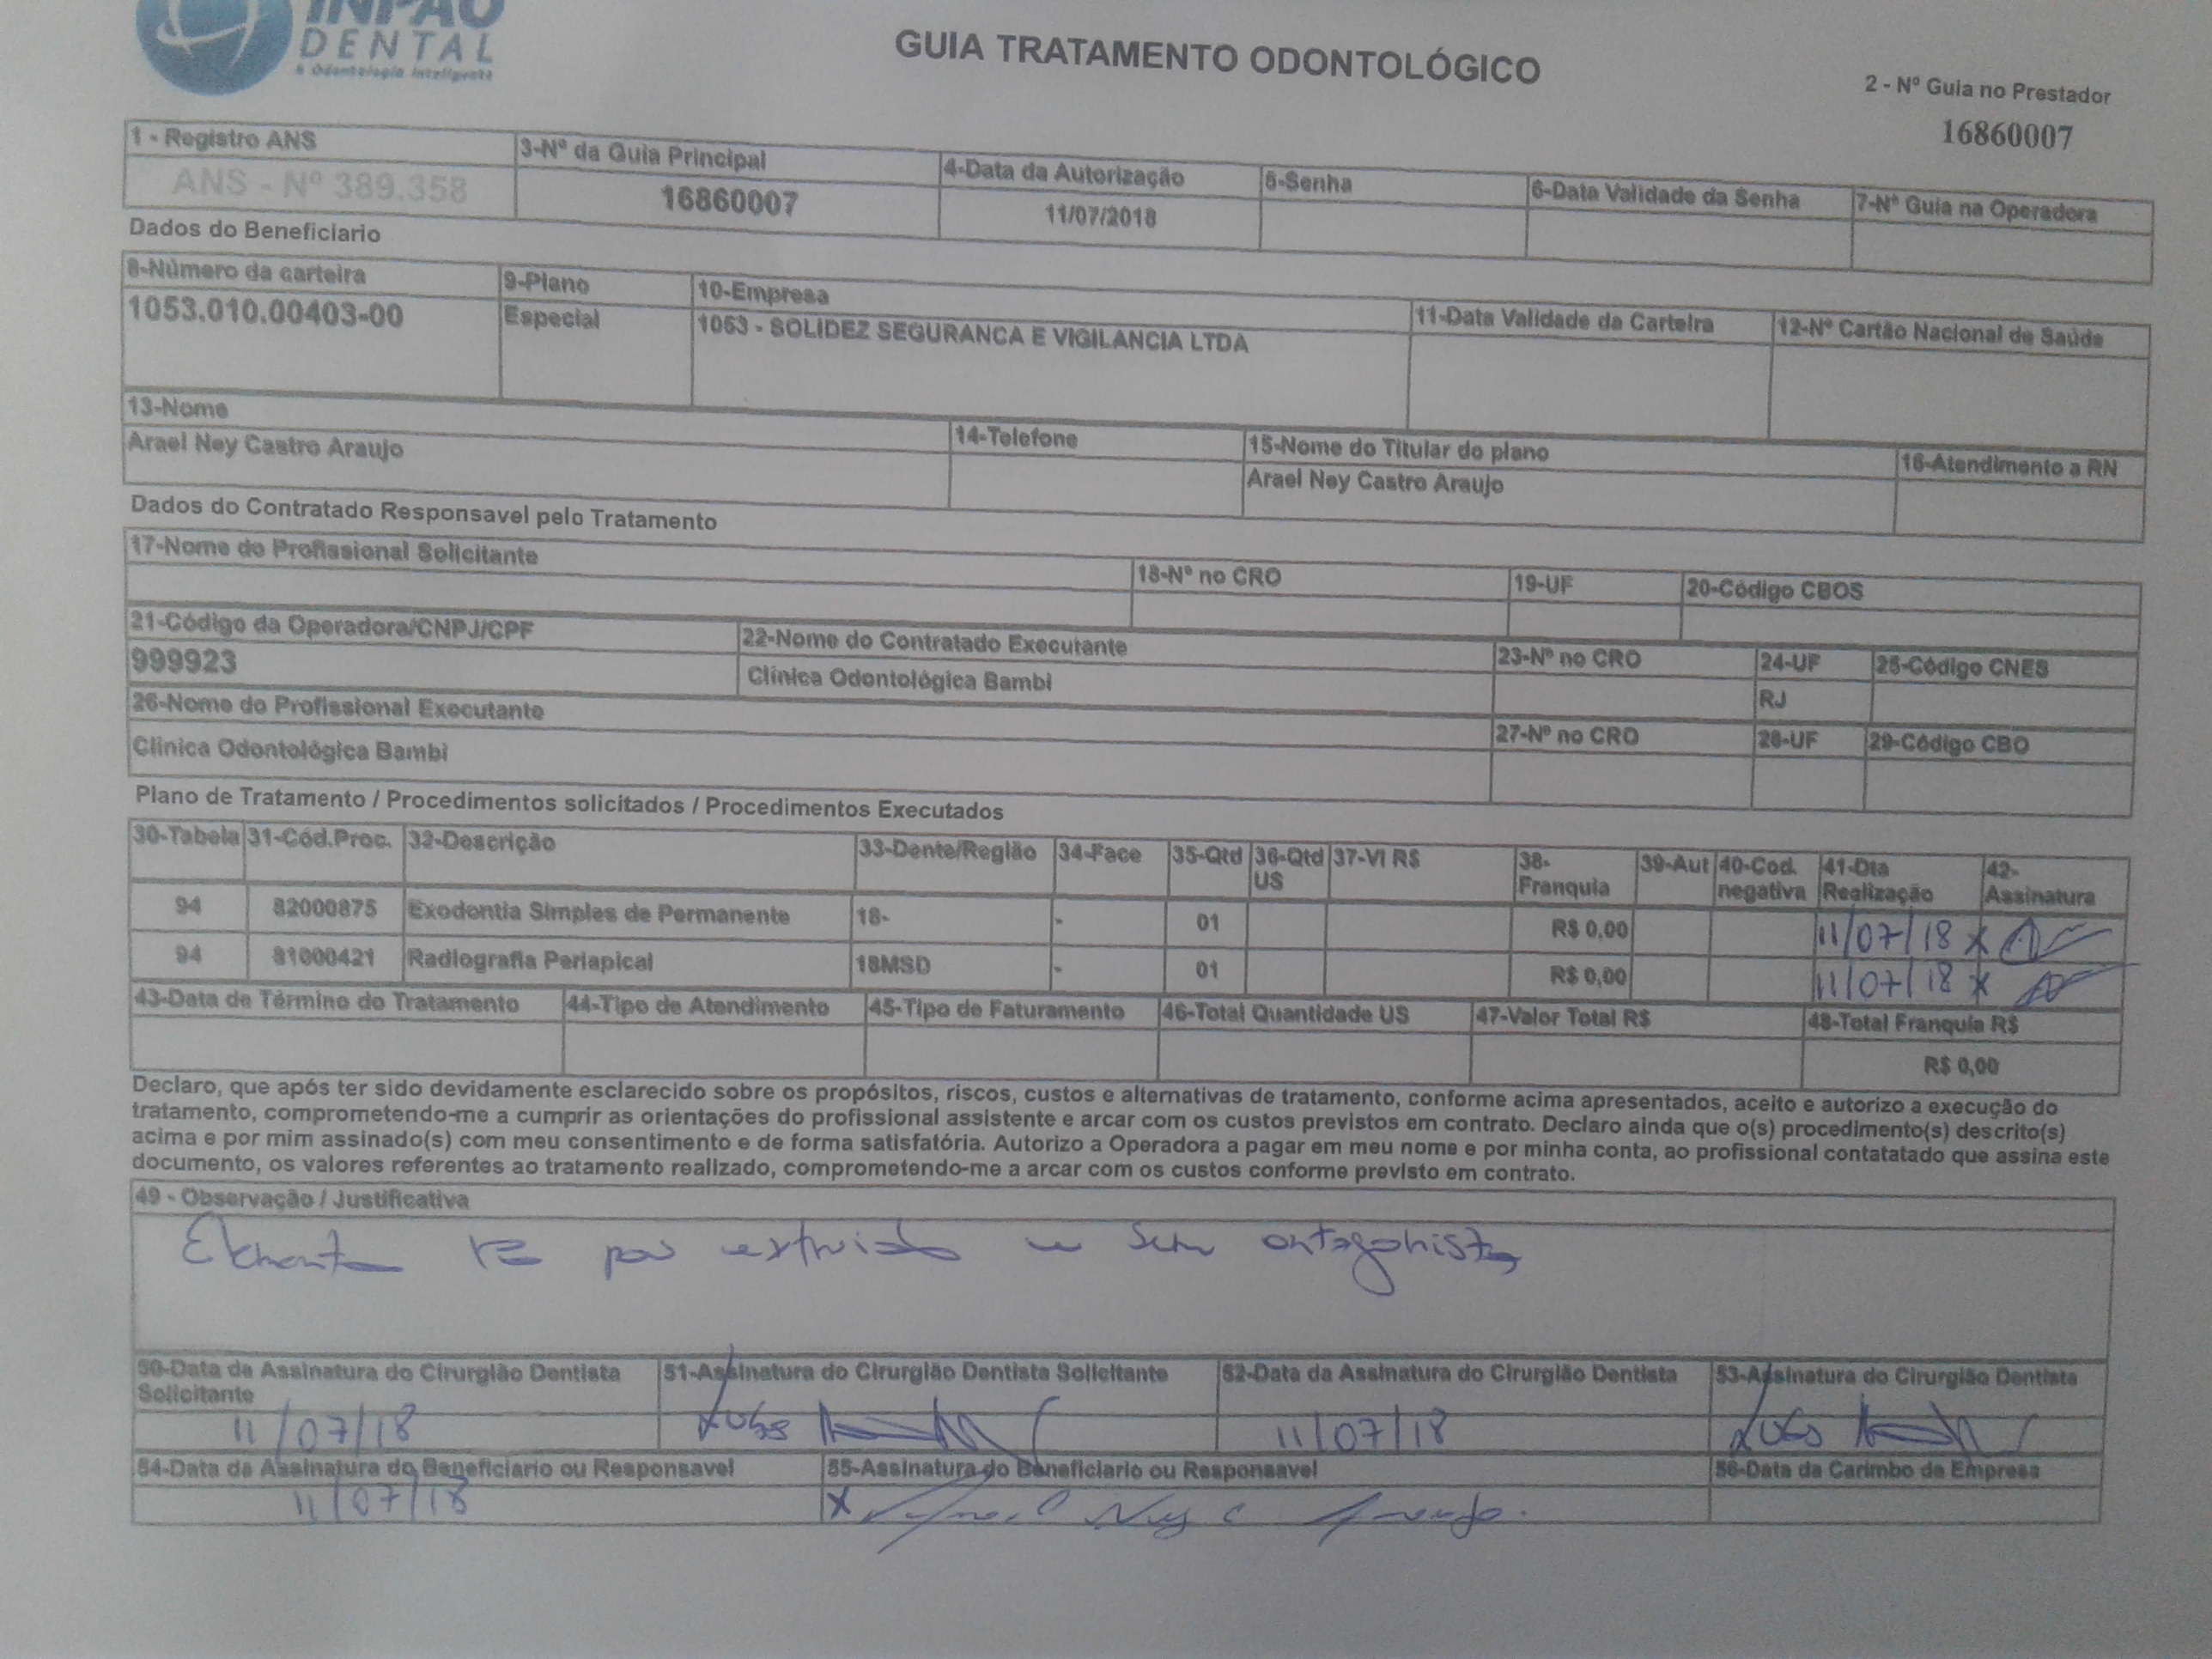 INPAO
DENTAL
A Odontologia Inteligente
GUIA TRATAMENTO ODONTOLÓGICO
2 - Nº Guia no Prestador
16860007
1 - Registro ANS
ANS - Nº 389.358
3-Nº da Guia Principal
16860007
4-Data da Autorização
11/07/2018
5-Senha
6-Data Validade da Senha
7-Nº Guia na Operadora
Dados do Beneficiario
8-Número da carteira
1053.010.00403-00
9-Plano
Especial
10-Empresa
1053 - SOLIDEZ SEGURANCA E VIGILANCIA LTDA
11-Data Validade da Carteira
12-Nº Cartão Nacional de Saúde
13-Nome
Arael Ney Castro Araujo
14-Telefone
15-Nome do Titular do plano
Arael Ney Castro Araujo
16-Atendimento a RN
Dados do Contratado Responsavel pelo Tratamento
17-Nome do Profissional Solicitante
18-Nº no CRO
19-UF
20-Código CBOS
21-Código da Operadora/CNPJ/CPF
999923
22-Nome do Contratado Executante
Clínica Odontológica Bambi
23-Nº no CRO
24-UF
RJ
25-Código CNES
26-Nome do Profissional Executante
Clínica Odontológica Bambi
27-Nº no CRO
28-UF
29-Código CBO
Plano de Tratamento / Procedimentos solicitados / Procedimentos Executados
30-Tabela 31-Cód.Proc. 32-Descrição 33-Dente/Região 34-Face 35-Qtd 36-Qtd US 37-Vl R$ 38-Franquia 39-Aut 40-Cod. negativa 41-Dta Realização 42-Assinatura
94 82000875 Exodontia Simples de Permanente 18- - 01 R$ 0,00 11/07/18 X
94 81000421 Radiografia Periapical 18MSD - 01 R$ 0,00 11/07/18 X
43-Data de Término do Tratamento 44-Tipo de Atendimento 45-Tipo de Faturamento 46-Total Quantidade US 47-Valor Total R$ 48-Total Franquia R$
R$ 0,00
Declaro, que após ter sido devidamente esclarecido sobre os propósitos, riscos, custos e alternativas de tratamento, conforme acima apresentados, aceito e autorizo a execução do
tratamento, comprometendo-me a cumprir as orientações do profissional assistente e arcar com os custos previstos em contrato. Declaro ainda que o(s) procedimento(s) descrito(s)
acima e por mim assinado(s) com meu consentimento e de forma satisfatória. Autorizo a Operadora a pagar em meu nome e por minha conta, ao profissional contatatado que assina este
documento, os valores referentes ao tratamento realizado, comprometendo-me a arcar com os custos conforme previsto em contrato.
49 - Observação / Justificativa
50-Data da Assinatura do Cirurgião Dentista Solicitante
11/07/18
51-Assinatura do Cirurgião Dentista Solicitante
52-Data da Assinatura do Cirurgião Dentista
11/07/18
53-Assinatura do Cirurgião Dentista
54-Data da Assinatura do Beneficiario ou Responsavel
11/07/18
55-Assinatura do Beneficiario ou Responsavel
X
56-Data da Carimbo da Empresa